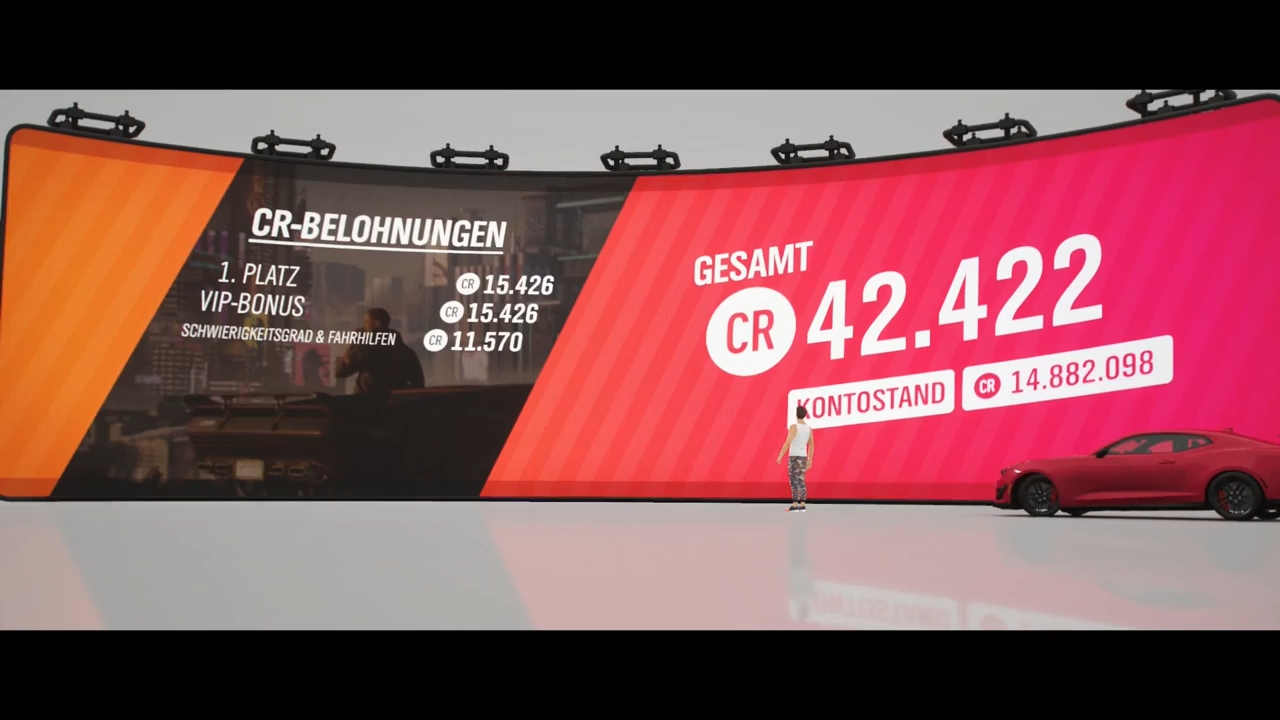 CR-BELOHNUNGEN
1. PLATZ CR 15.426
VIP-BONUS CR 15.426
SCHWIERIGKEITSGRAD & FAHRHILFEN CR 11.570
GESAMT
CR 42.422
KONTOSTAND CR 14.882.098